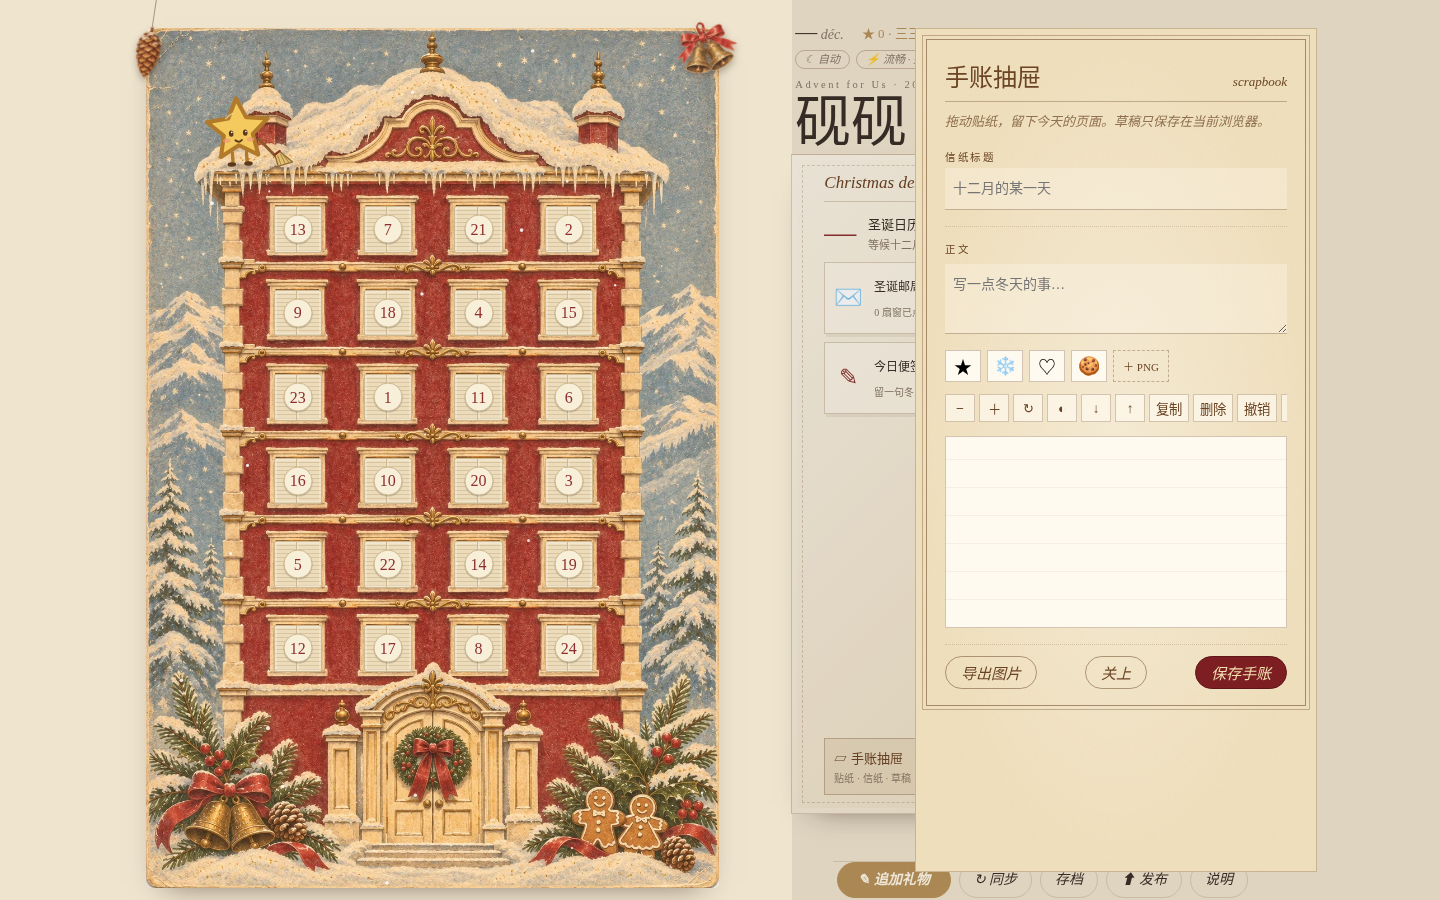 13 7 21 2
9 18 4 15
23 1 11 6
16 10 20 3
5 22 14 19
12 17 8 24
— déc. ★ 0 ·
☾ 自动 ⚡ 流畅 ·
Advent for Us · 20
砚砚
Christmas de
圣诞日历
等候十二月
圣诞邮局
0 扇窗已
✎ 今日便签
留一句冬
▱ 手账抽屉
贴纸 · 信纸 · 草稿
手账抽屉 scrapbook
拖动贴纸，留下今天的页面。草稿只保存在当前浏览器。
信纸标题
十二月的某一天
正文
写一点冬天的事…
★ ❄️ ♡ 🍪 ＋ PNG
− ＋ ↻ ◖ ↓ ↑ 复制 删除 撤销
导出图片 关上 保存手账
✎ 追加礼物 ↻ 同步 存档 ⬆ 发布 说明